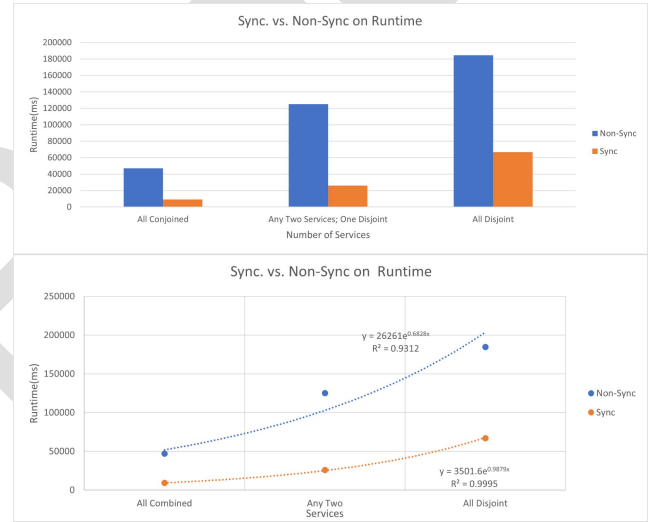 Sync. vs. Non-Sync on Runtime
200000
180000
160000
140000
120000
100000
80000
60000
40000
20000
0
Runtime(ms)
Non-Sync
Sync
All Conjoined
Any Two Services; One Disjoint
All Disjoint
Number of Services
Sync. vs. Non-Sync on Runtime
250000
200000
150000
100000
50000
0
Runtime(ms)
y = 26261e^0.6828x
R² = 0.9312
Non-Sync
Sync
y = 3501.6e^0.9879x
R² = 0.9995
All Combined
Any Two
All Disjoint
Services